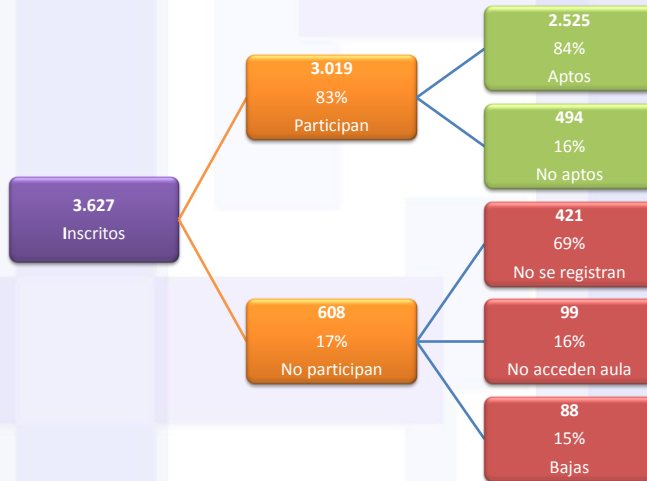 3.627
Inscritos
3.019
83%
Participan
2.525
84%
Aptos
494
16%
No aptos
608
17%
No participan
421
69%
No se registran
99
16%
No acceden aula
88
15%
Bajas